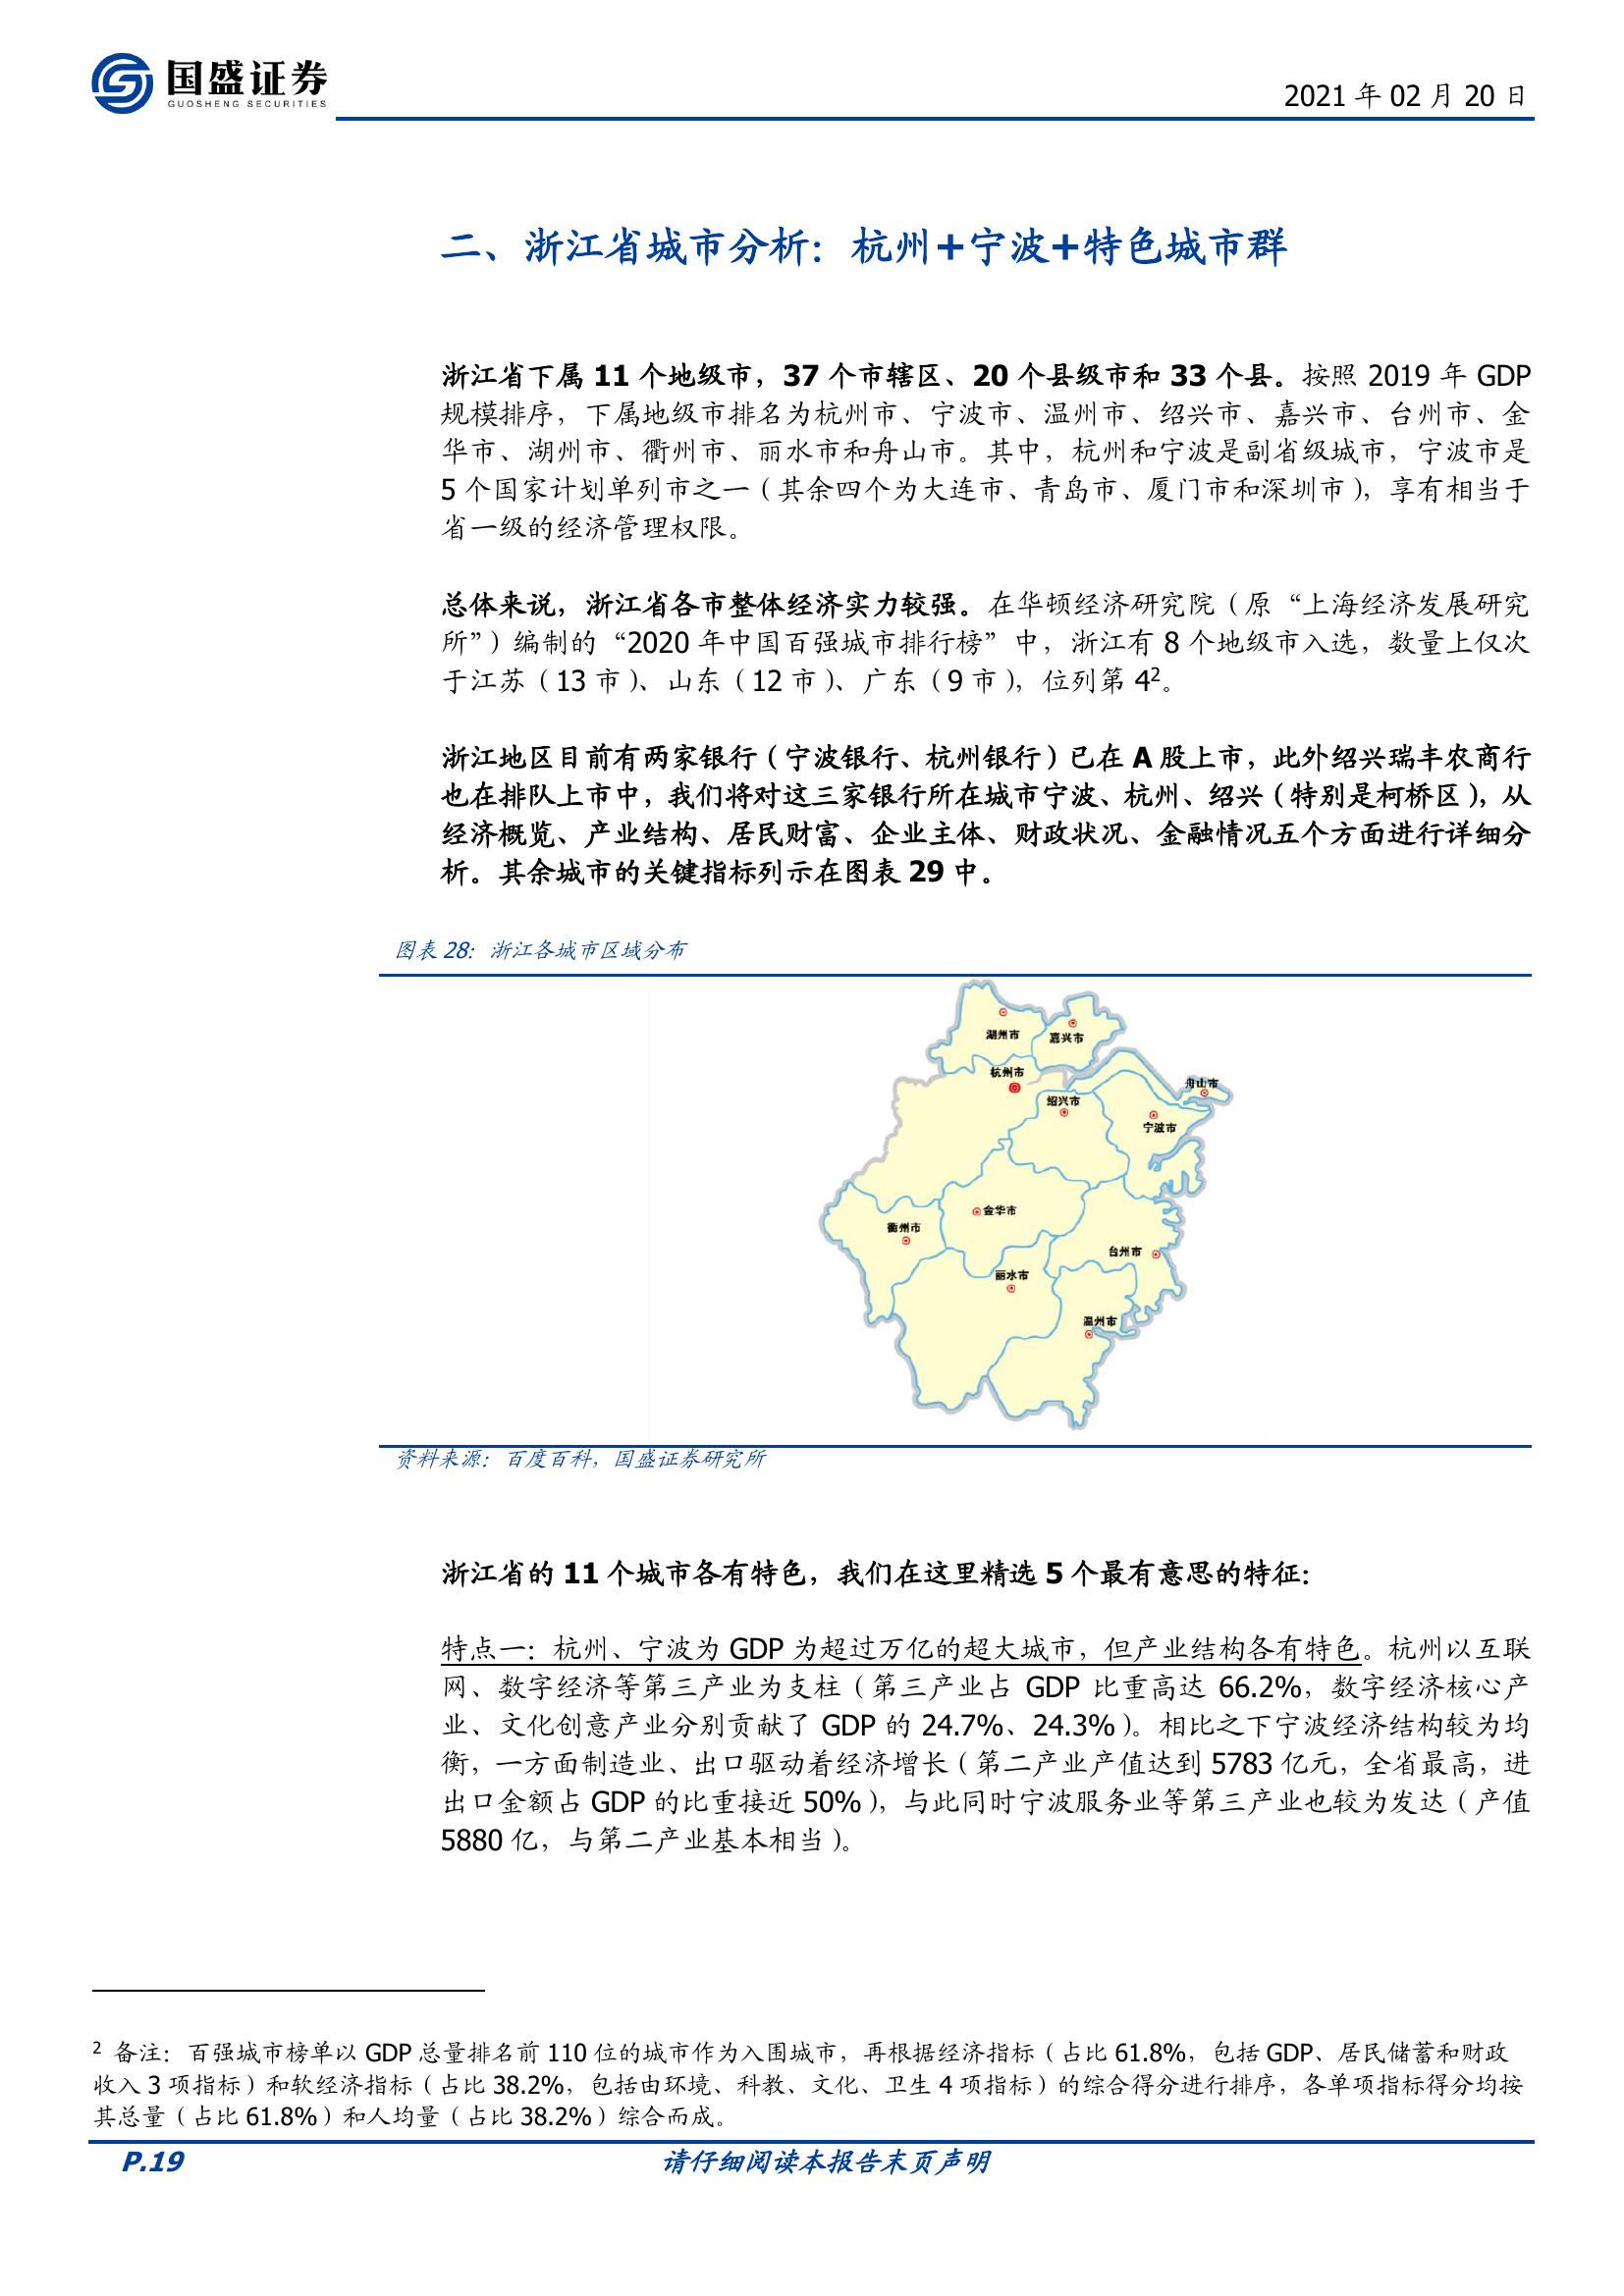 国盛证券
GUOSHENG SECURITIES
2021 年 02 月 20 日
二、浙江省城市分析：杭州+宁波+特色城市群
浙江省下属 11 个地级市，37 个市辖区、20 个县级市和 33 个县。按照 2019 年 GDP
规模排序，下属地级市排名为杭州市、宁波市、温州市、绍兴市、嘉兴市、台州市、金
华市、湖州市、衢州市、丽水市和舟山市。其中，杭州和宁波是副省级城市，宁波市是
5 个国家计划单列市之一（其余四个为大连市、青岛市、厦门市和深圳市），享有相当于
省一级的经济管理权限。
总体来说，浙江省各市整体经济实力较强。在华顿经济研究院（原“上海经济发展研究
所”）编制的“2020 年中国百强城市排行榜”中，浙江有 8 个地级市入选，数量上仅次
于江苏（13 市）、山东（12 市）、广东（9 市），位列第 4²。
浙江地区目前有两家银行（宁波银行、杭州银行）已在 A 股上市，此外绍兴瑞丰农商行
也在排队上市中，我们将对这三家银行所在城市宁波、杭州、绍兴（特别是柯桥区），从
经济概览、产业结构、居民财富、企业主体、财政状况、金融情况五个方面进行详细分
析。其余城市的关键指标列示在图表 29 中。
图表 28：浙江各城市区域分布
湖州市
嘉兴市
杭州市
舟山市
绍兴市
宁波市
金华市
衢州市
台州市
丽水市
温州市
资料来源：百度百科，国盛证券研究所
浙江省的 11 个城市各有特色，我们在这里精选 5 个最有意思的特征：
特点一：杭州、宁波为 GDP 为超过万亿的超大城市，但产业结构各有特色。杭州以互联
网、数字经济等第三产业为支柱（第三产业占 GDP 比重高达 66.2%，数字经济核心产
业、文化创意产业分别贡献了 GDP 的 24.7%、24.3%）。相比之下宁波经济结构较为均
衡，一方面制造业、出口驱动着经济增长（第二产业产值达到 5783 亿元，全省最高，进
出口金额占 GDP 的比重接近 50%），与此同时宁波服务业等第三产业也较为发达（产值
5880 亿，与第二产业基本相当）。
² 备注：百强城市榜单以 GDP 总量排名前 110 位的城市作为入围城市，再根据经济指标（占比 61.8%，包括 GDP、居民储蓄和财政
收入 3 项指标）和软经济指标（占比 38.2%，包括由环境、科教、文化、卫生 4 项指标）的综合得分进行排序，各单项指标得分均按
其总量（占比 61.8%）和人均量（占比 38.2%）综合而成。
P.19
请仔细阅读本报告末页声明